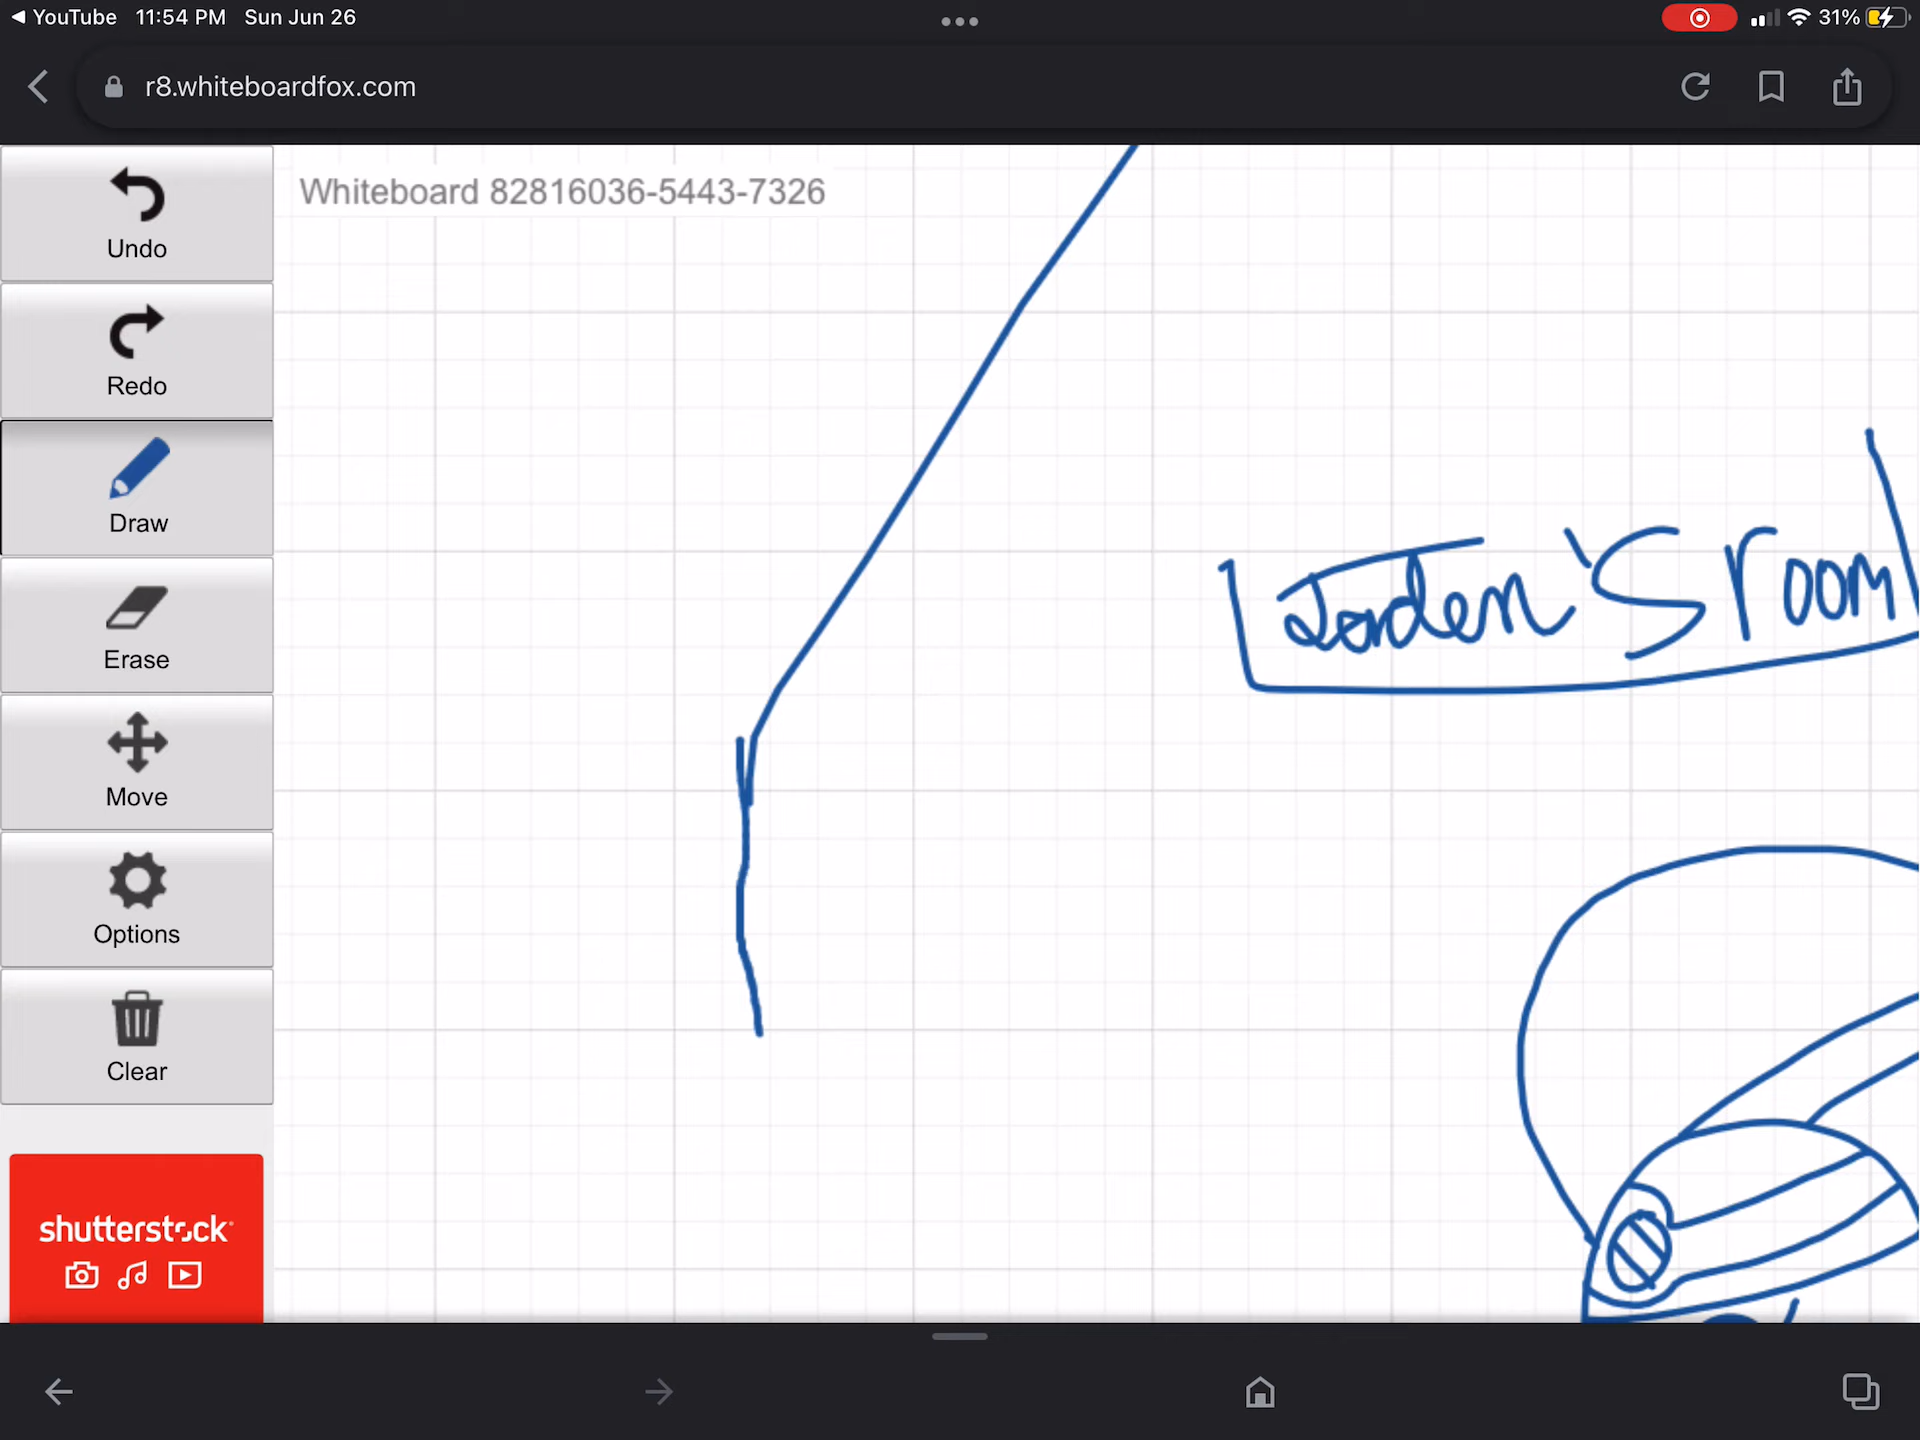 YouTube 11:54 PM Sun Jun 26
31%
r8.whiteboardfox.com
Undo
Whiteboard 82816036-5443-7326
Redo
Draw
Erase
Jorden's room
Move
Options
Clear
shutterstock